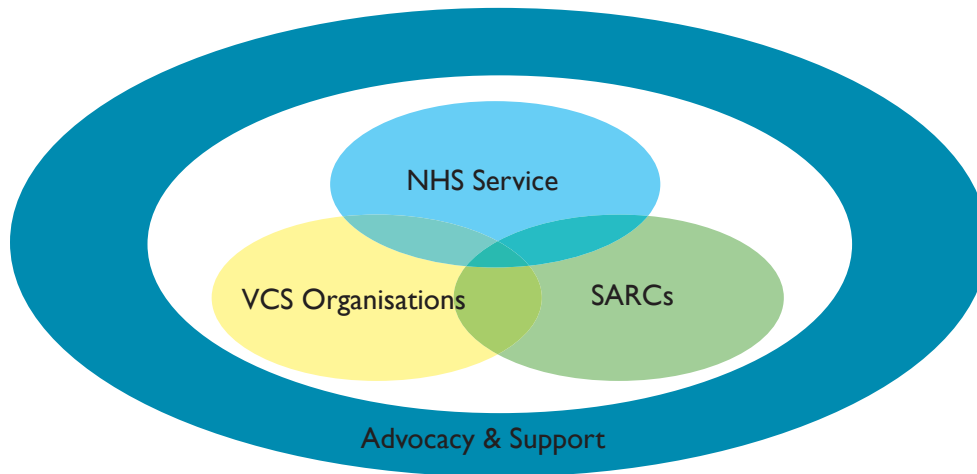 NHS Service
VCS Organisations
SARCs
Advocacy & Support